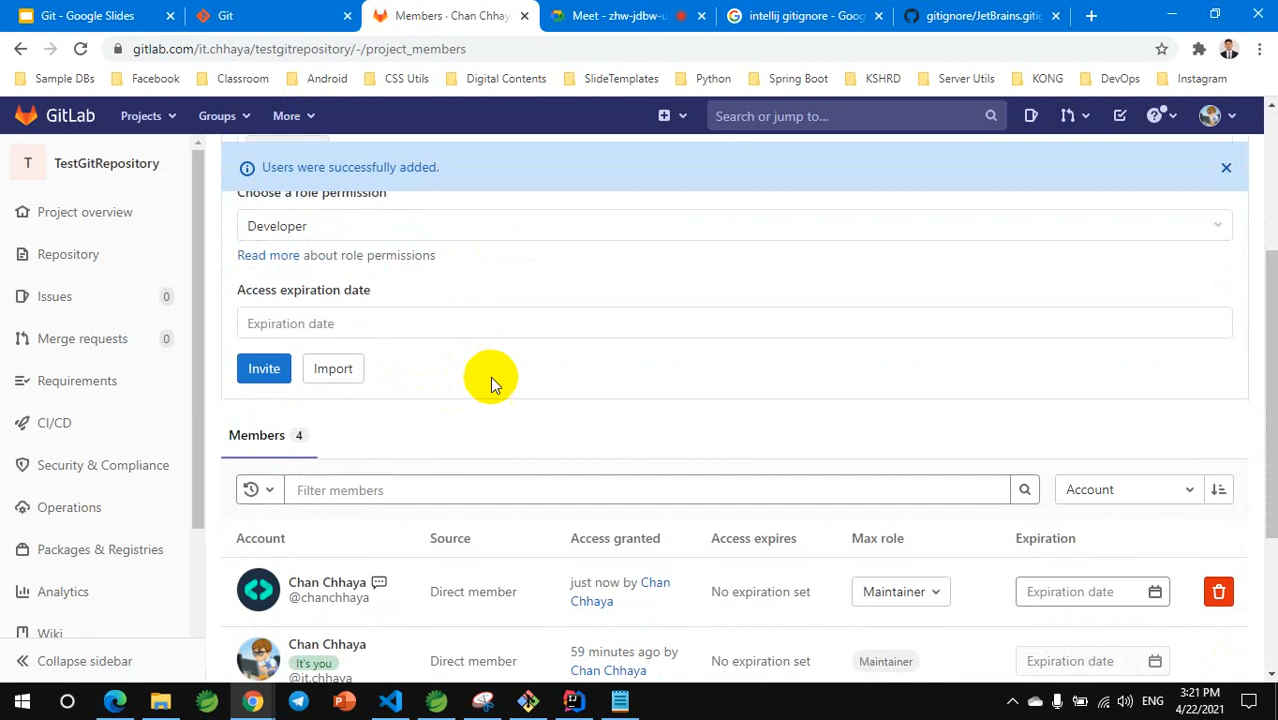 Git - Google Slides
Git
Members · Chan Chhay
Meet - zhw-jdbw-u
intellij gitignore - Goog
gitignore/JetBrains.giti
gitlab.com/it.chhaya/testgitrepository/-/project_members
Sample DBs
Facebook
Classroom
Android
CSS Utils
Digital Contents
SlideTemplates
Python
Spring Boot
KSHRD
Server Utils
KONG
DevOps
Instagram
GitLab
Projects
Groups
More
Search or jump to...
T
TestGitRepository
Project overview
Repository
Issues 0
Merge requests 0
Requirements
CI/CD
Security & Compliance
Operations
Packages & Registries
Analytics
Wiki
Collapse sidebar
Users were successfully added.
Choose a role permission
Developer
Read more about role permissions
Access expiration date
Expiration date
Invite
Import
Members 4
Filter members
Account
Account
Source
Access granted
Access expires
Max role
Expiration
Chan Chhaya
@chanchhaya
Direct member
just now by Chan
Chhaya
No expiration set
Maintainer
Expiration date
Chan Chhaya
It's you
@it.chhaya
Direct member
59 minutes ago by
Chan Chhaya
No expiration set
Maintainer
Expiration date
ENG
3:21 PM
4/22/2021